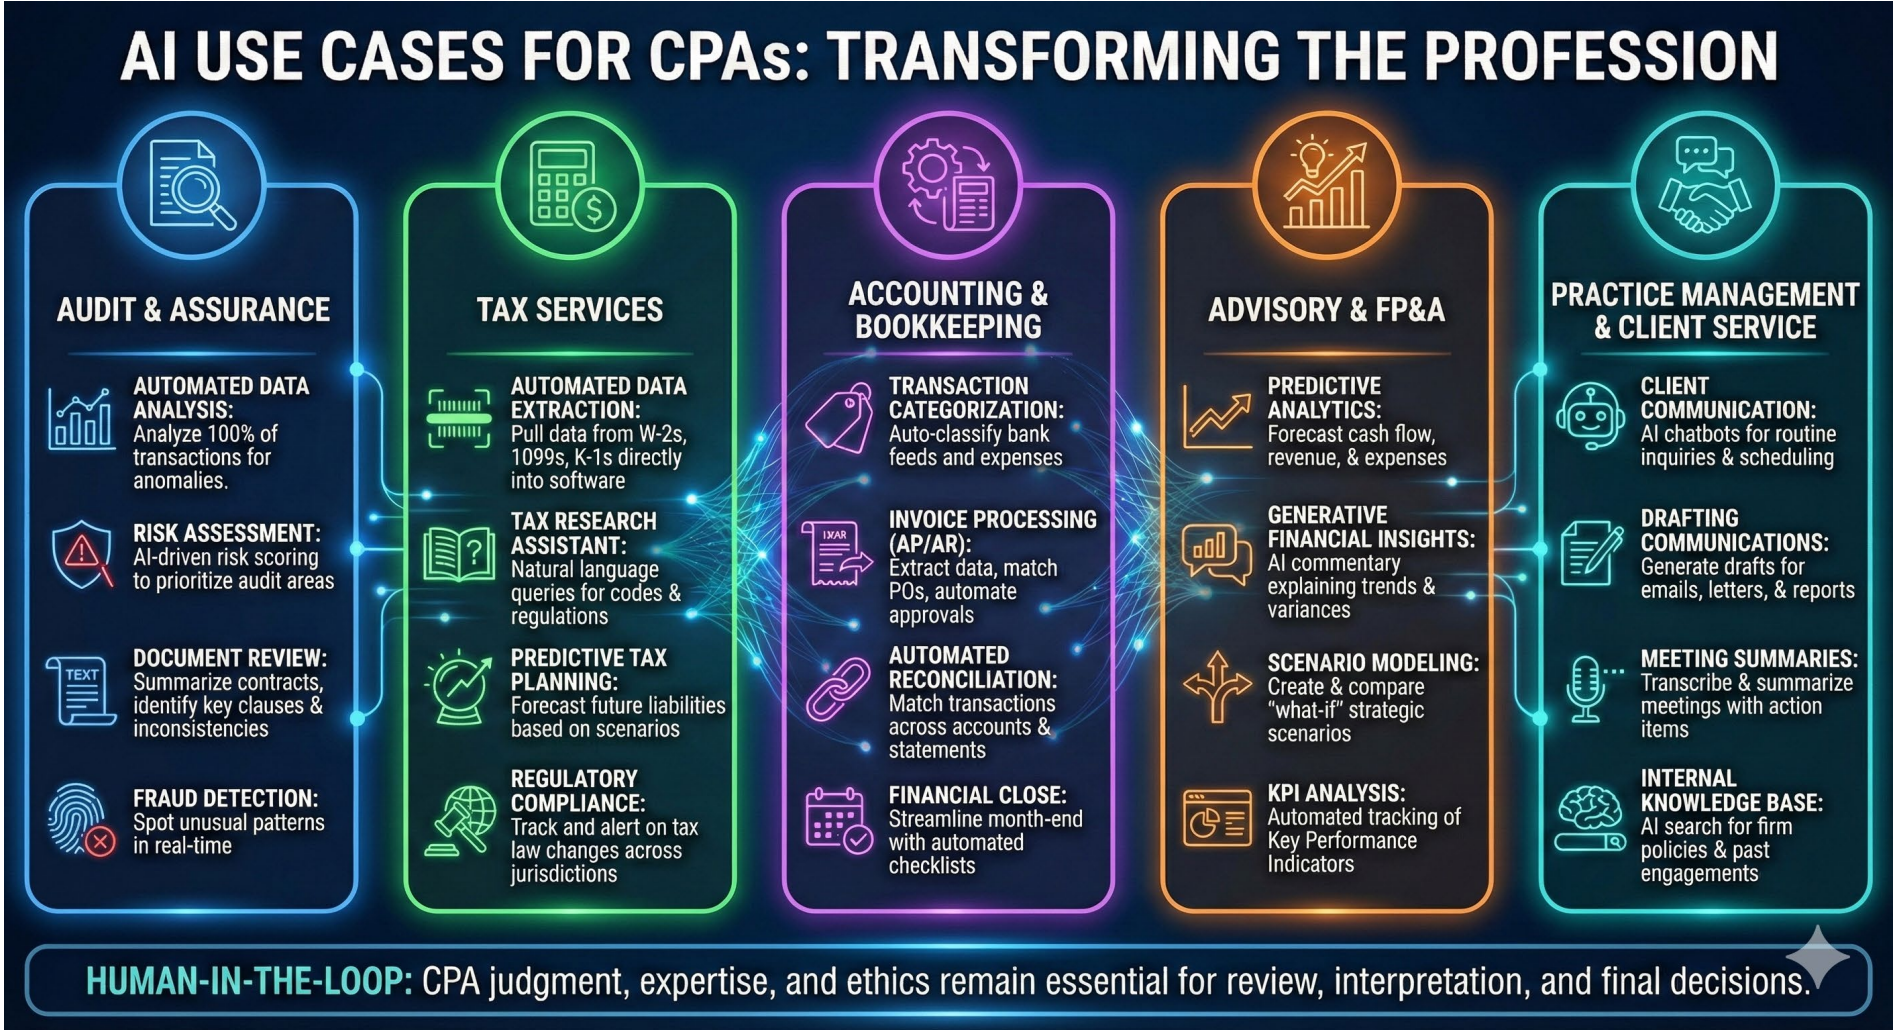 AI USE CASES FOR CPAs: TRANSFORMING THE PROFESSION
AUDIT & ASSURANCE
AUTOMATED DATA
ANALYSIS:
Analyze 100% of
transactions for
anomalies.
RISK ASSESSMENT:
AI-driven risk scoring
to prioritize audit areas
TEXT
DOCUMENT REVIEW:
Summarize contracts,
identify key clauses &
inconsistencies
FRAUD DETECTION:
Spot unusual patterns
in real-time
$
TAX SERVICES
AUTOMATED DATA
EXTRACTION:
Pull data from W-2s,
1099s, K-1s directly
into software
?
TAX RESEARCH
ASSISTANT:
Natural language
queries for codes &
regulations
PREDICTIVE TAX
PLANNING:
Forecast future liabilities
based on scenarios
REGULATORY
COMPLIANCE:
Track and alert on tax
law changes across
jurisdictions
ACCOUNTING &
BOOKKEEPING
TRANSACTION
CATEGORIZATION:
Auto-classify bank
feeds and expenses
INVOICE PROCESSING
(AP/AR):
Extract data, match
POs, automate
approvals
AUTOMATED
RECONCILIATION:
Match transactions
across accounts &
statements
FINANCIAL CLOSE:
Streamline month-end
with automated
checklists
ADVISORY & FP&A
PREDICTIVE
ANALYTICS:
Forecast cash flow,
revenue, & expenses
GENERATIVE
FINANCIAL INSIGHTS:
AI commentary
explaining trends &
variances
SCENARIO MODELING:
Create & compare
"what-if" strategic
scenarios
KPI ANALYSIS:
Automated tracking of
Key Performance
Indicators
PRACTICE MANAGEMENT
& CLIENT SERVICE
CLIENT
COMMUNICATION:
AI chatbots for routine
inquiries & scheduling
DRAFTING
COMMUNICATIONS:
Generate drafts for
emails, letters, & reports
MEETING SUMMARIES:
Transcribe & summarize
meetings with action
items
INTERNAL
KNOWLEDGE BASE:
AI search for firm
policies & past
engagements
HUMAN-IN-THE-LOOP: CPA judgment, expertise, and ethics remain essential for review, interpretation, and final decisions.